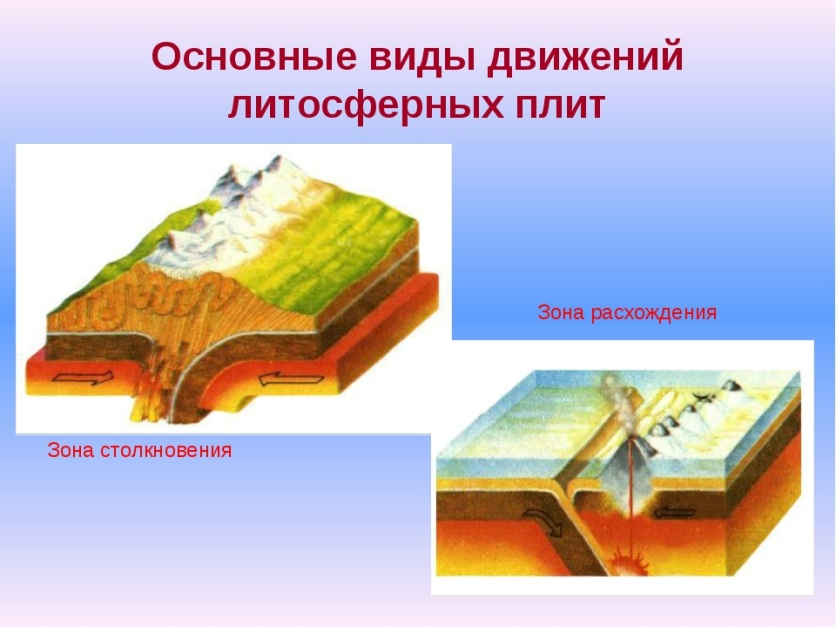 Основные виды движений
литосферных плит
Зона расхождения
Зона столкновения